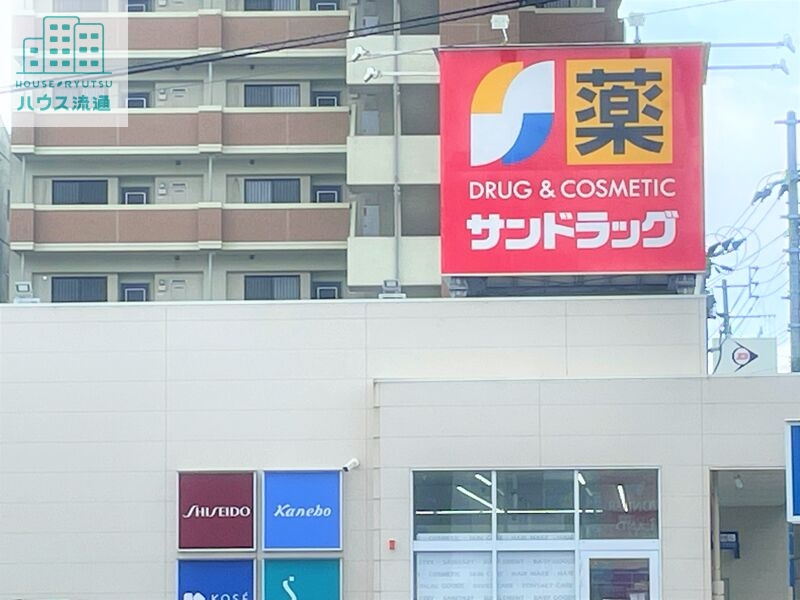 HOUSE RYUTSU
ハウス流通
薬
DRUG & COSMETIC
サンドラッグ
SHISEIDO
Kanebo
KOSÉ